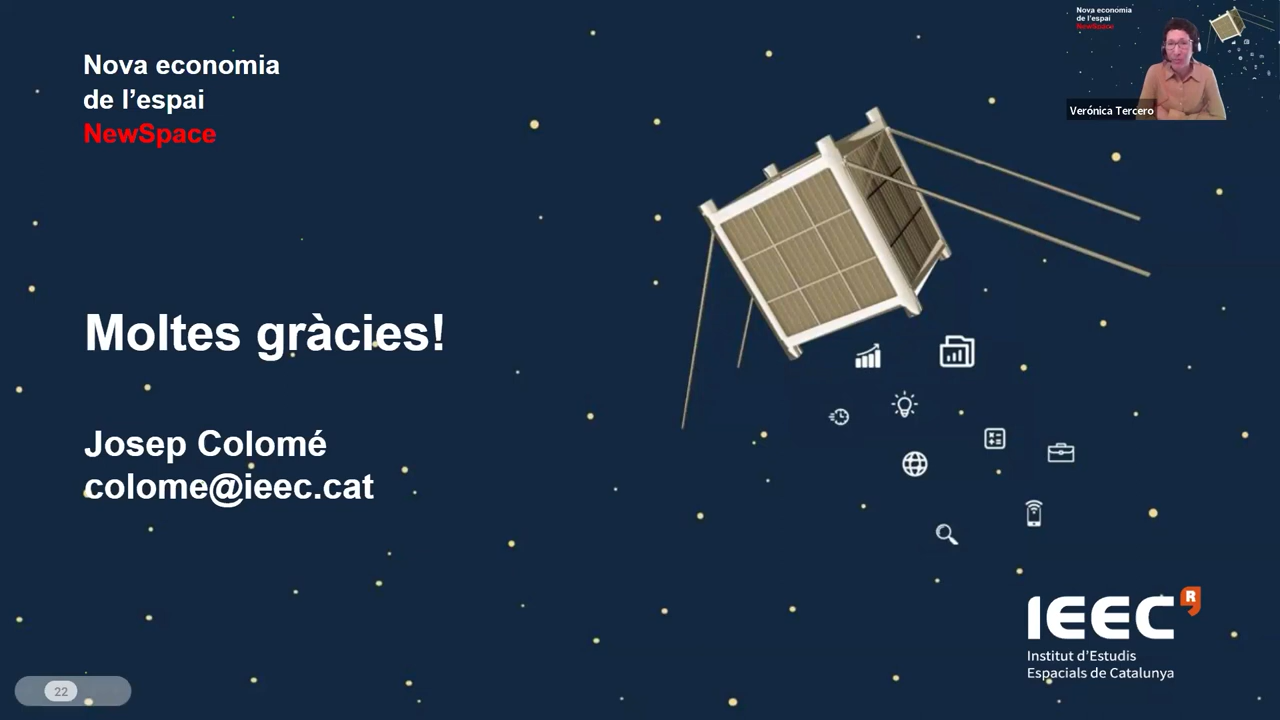 Nova economia
de l’espai
NewSpace
Nova economia
de l’espai
NewSpace
Verónica Tercero
Moltes gràcies!
Josep Colomé
colome@ieec.cat
IEEC R
Institut d’Estudis
Espacials de Catalunya
22